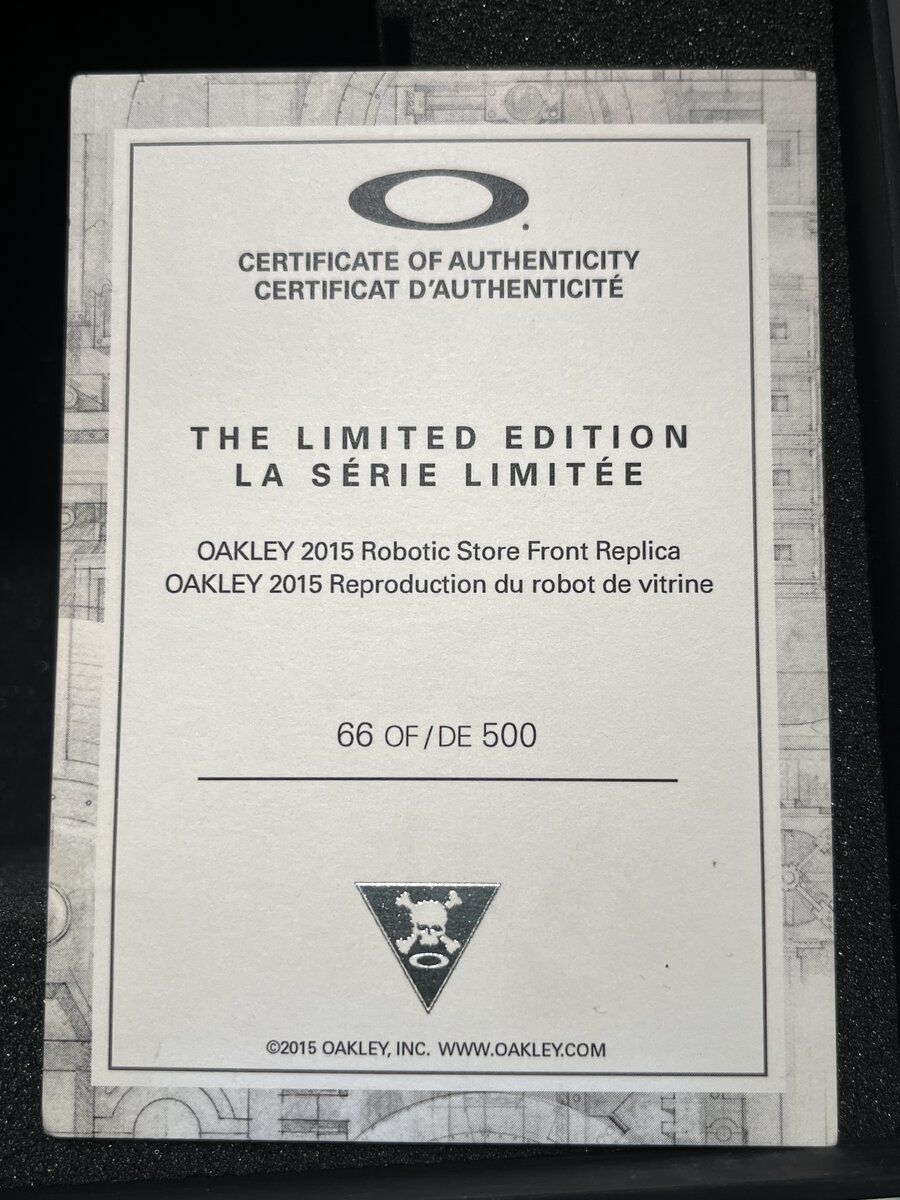 CERTIFICATE OF AUTHENTICITY
CERTIFICAT D'AUTHENTICITÉ
THE LIMITED EDITION
LA SÉRIE LIMITÉE
OAKLEY 2015 Robotic Store Front Replica
OAKLEY 2015 Reproduction du robot de vitrine
66 OF/DE 500
©2015 OAKLEY, INC. WWW.OAKLEY.COM